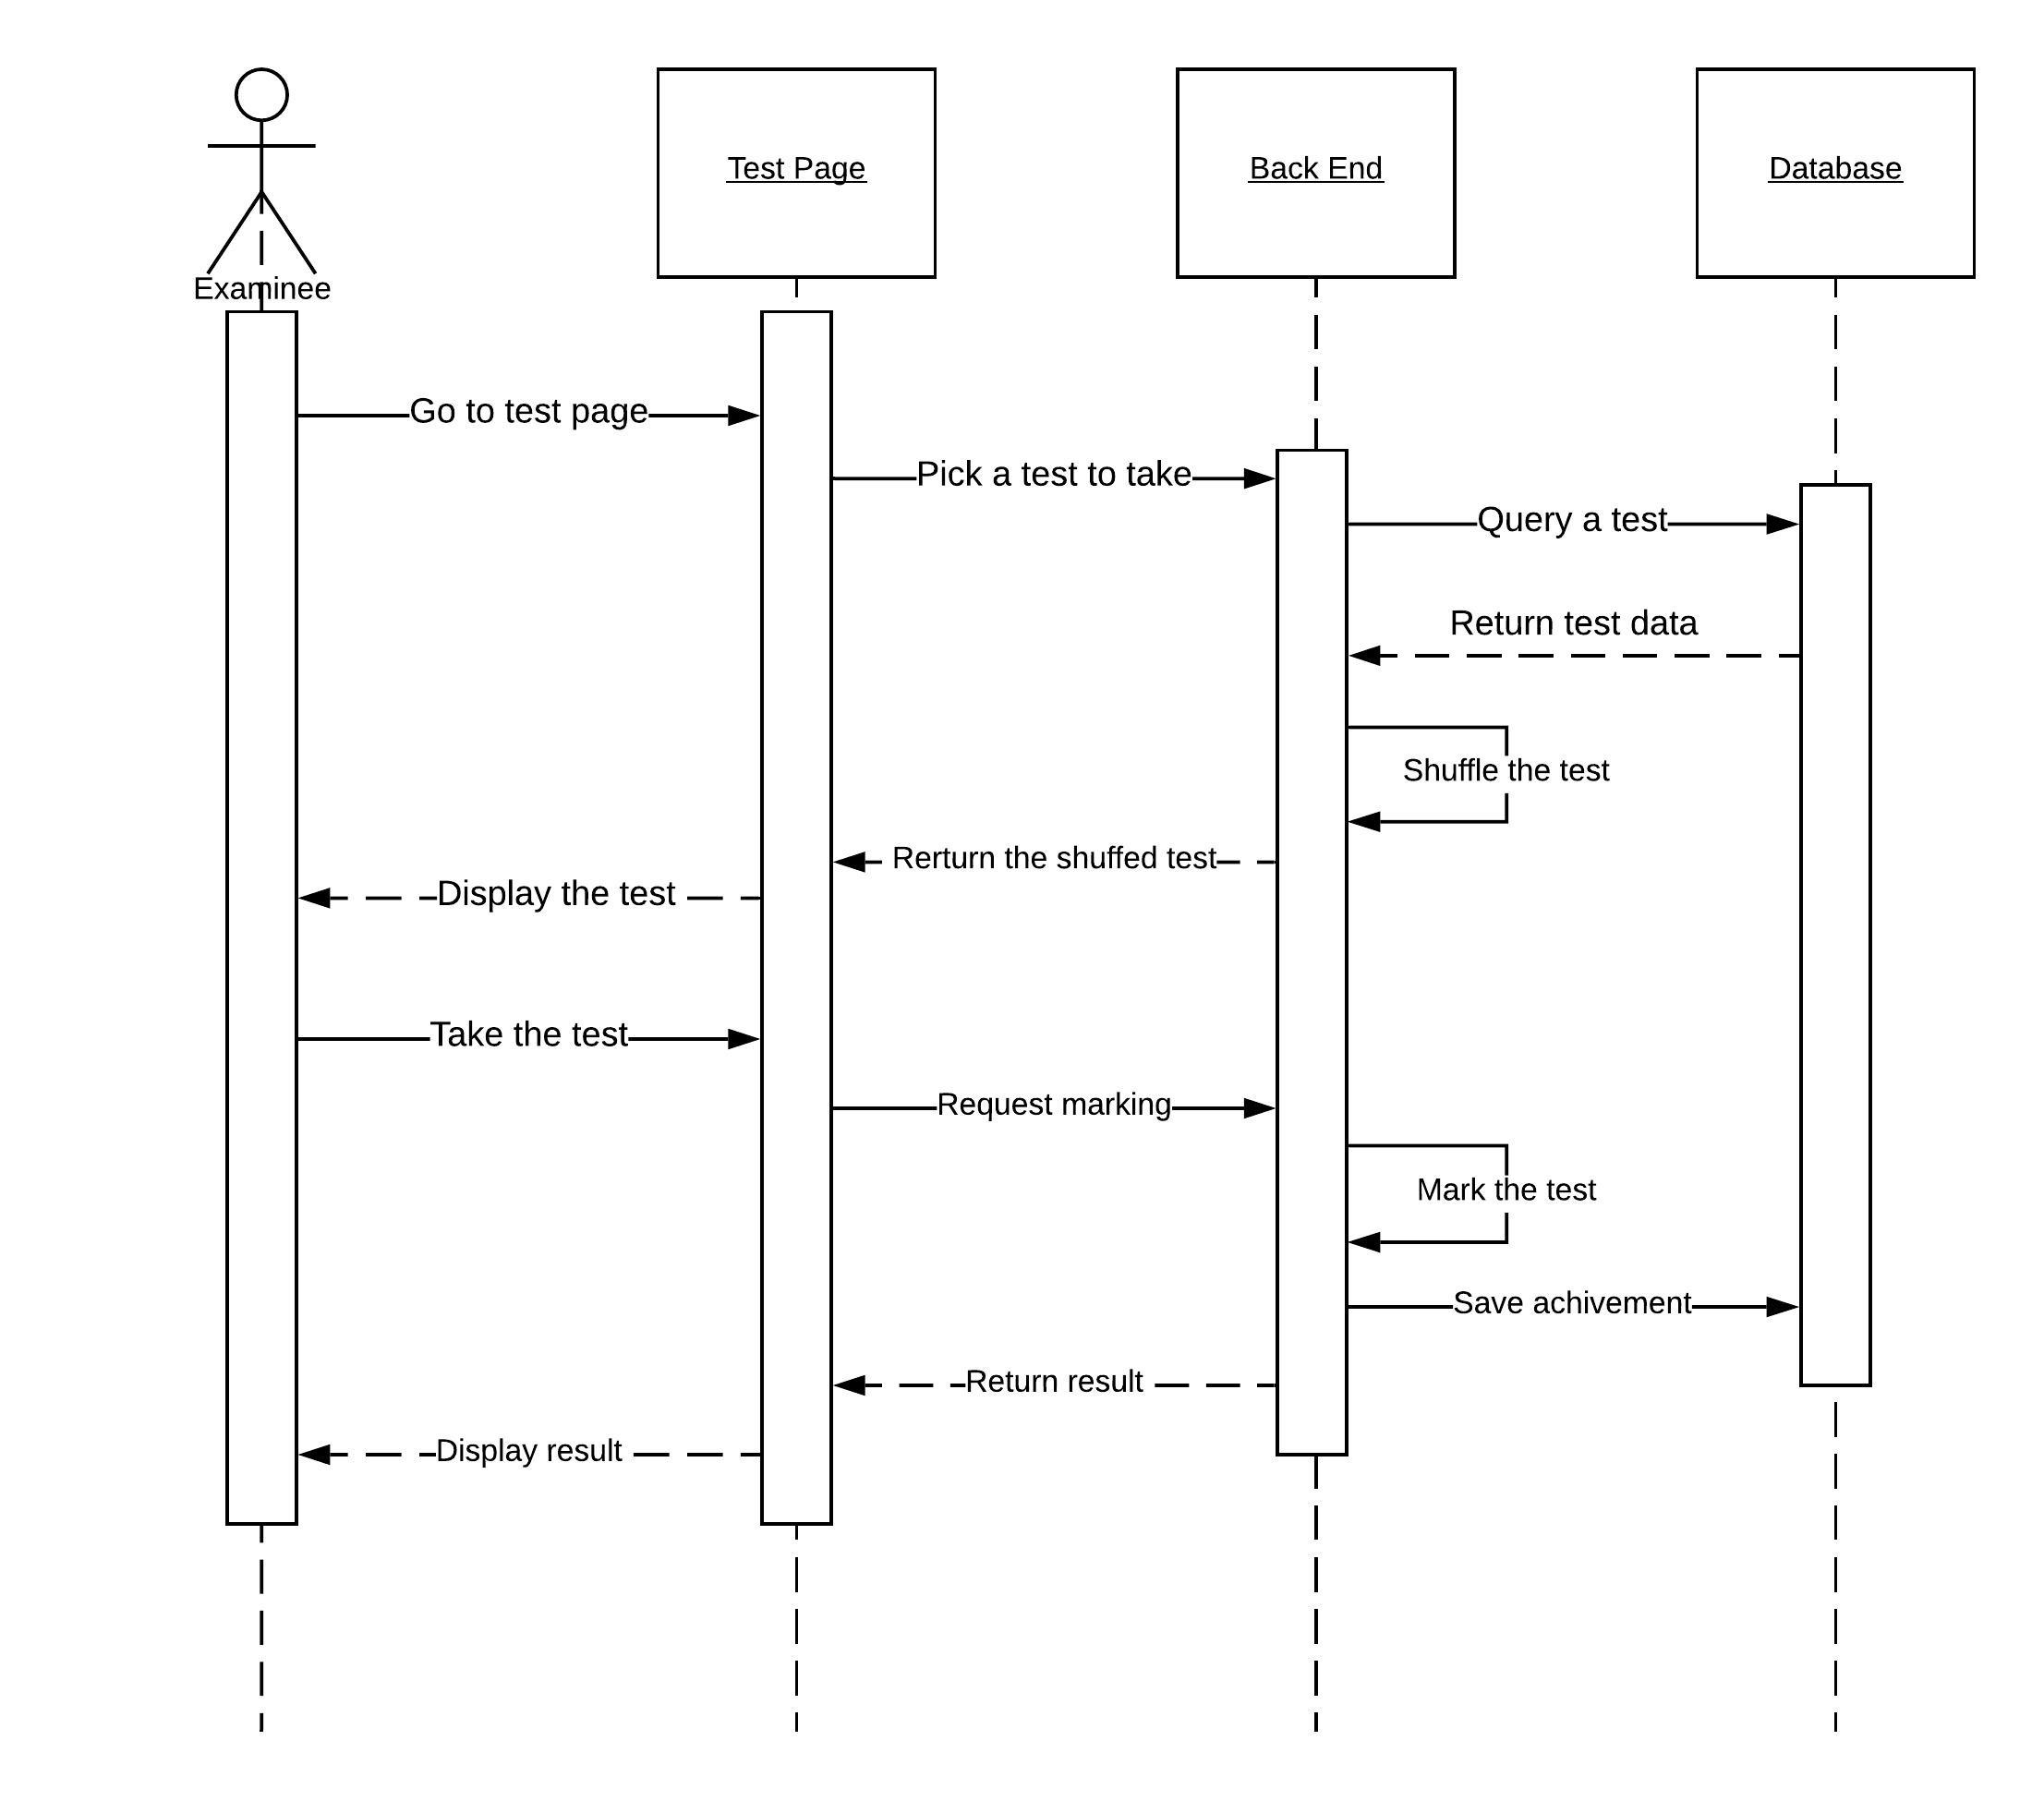 Test Page
Back End
Database
Examinee
Go to test page
Pick a test to take
Query a test
Return test data
Shuffle the test
Rerturn the shuffed test
Display the test
Take the test
Request marking
Mark the test
Save achivement
Return result
Display result